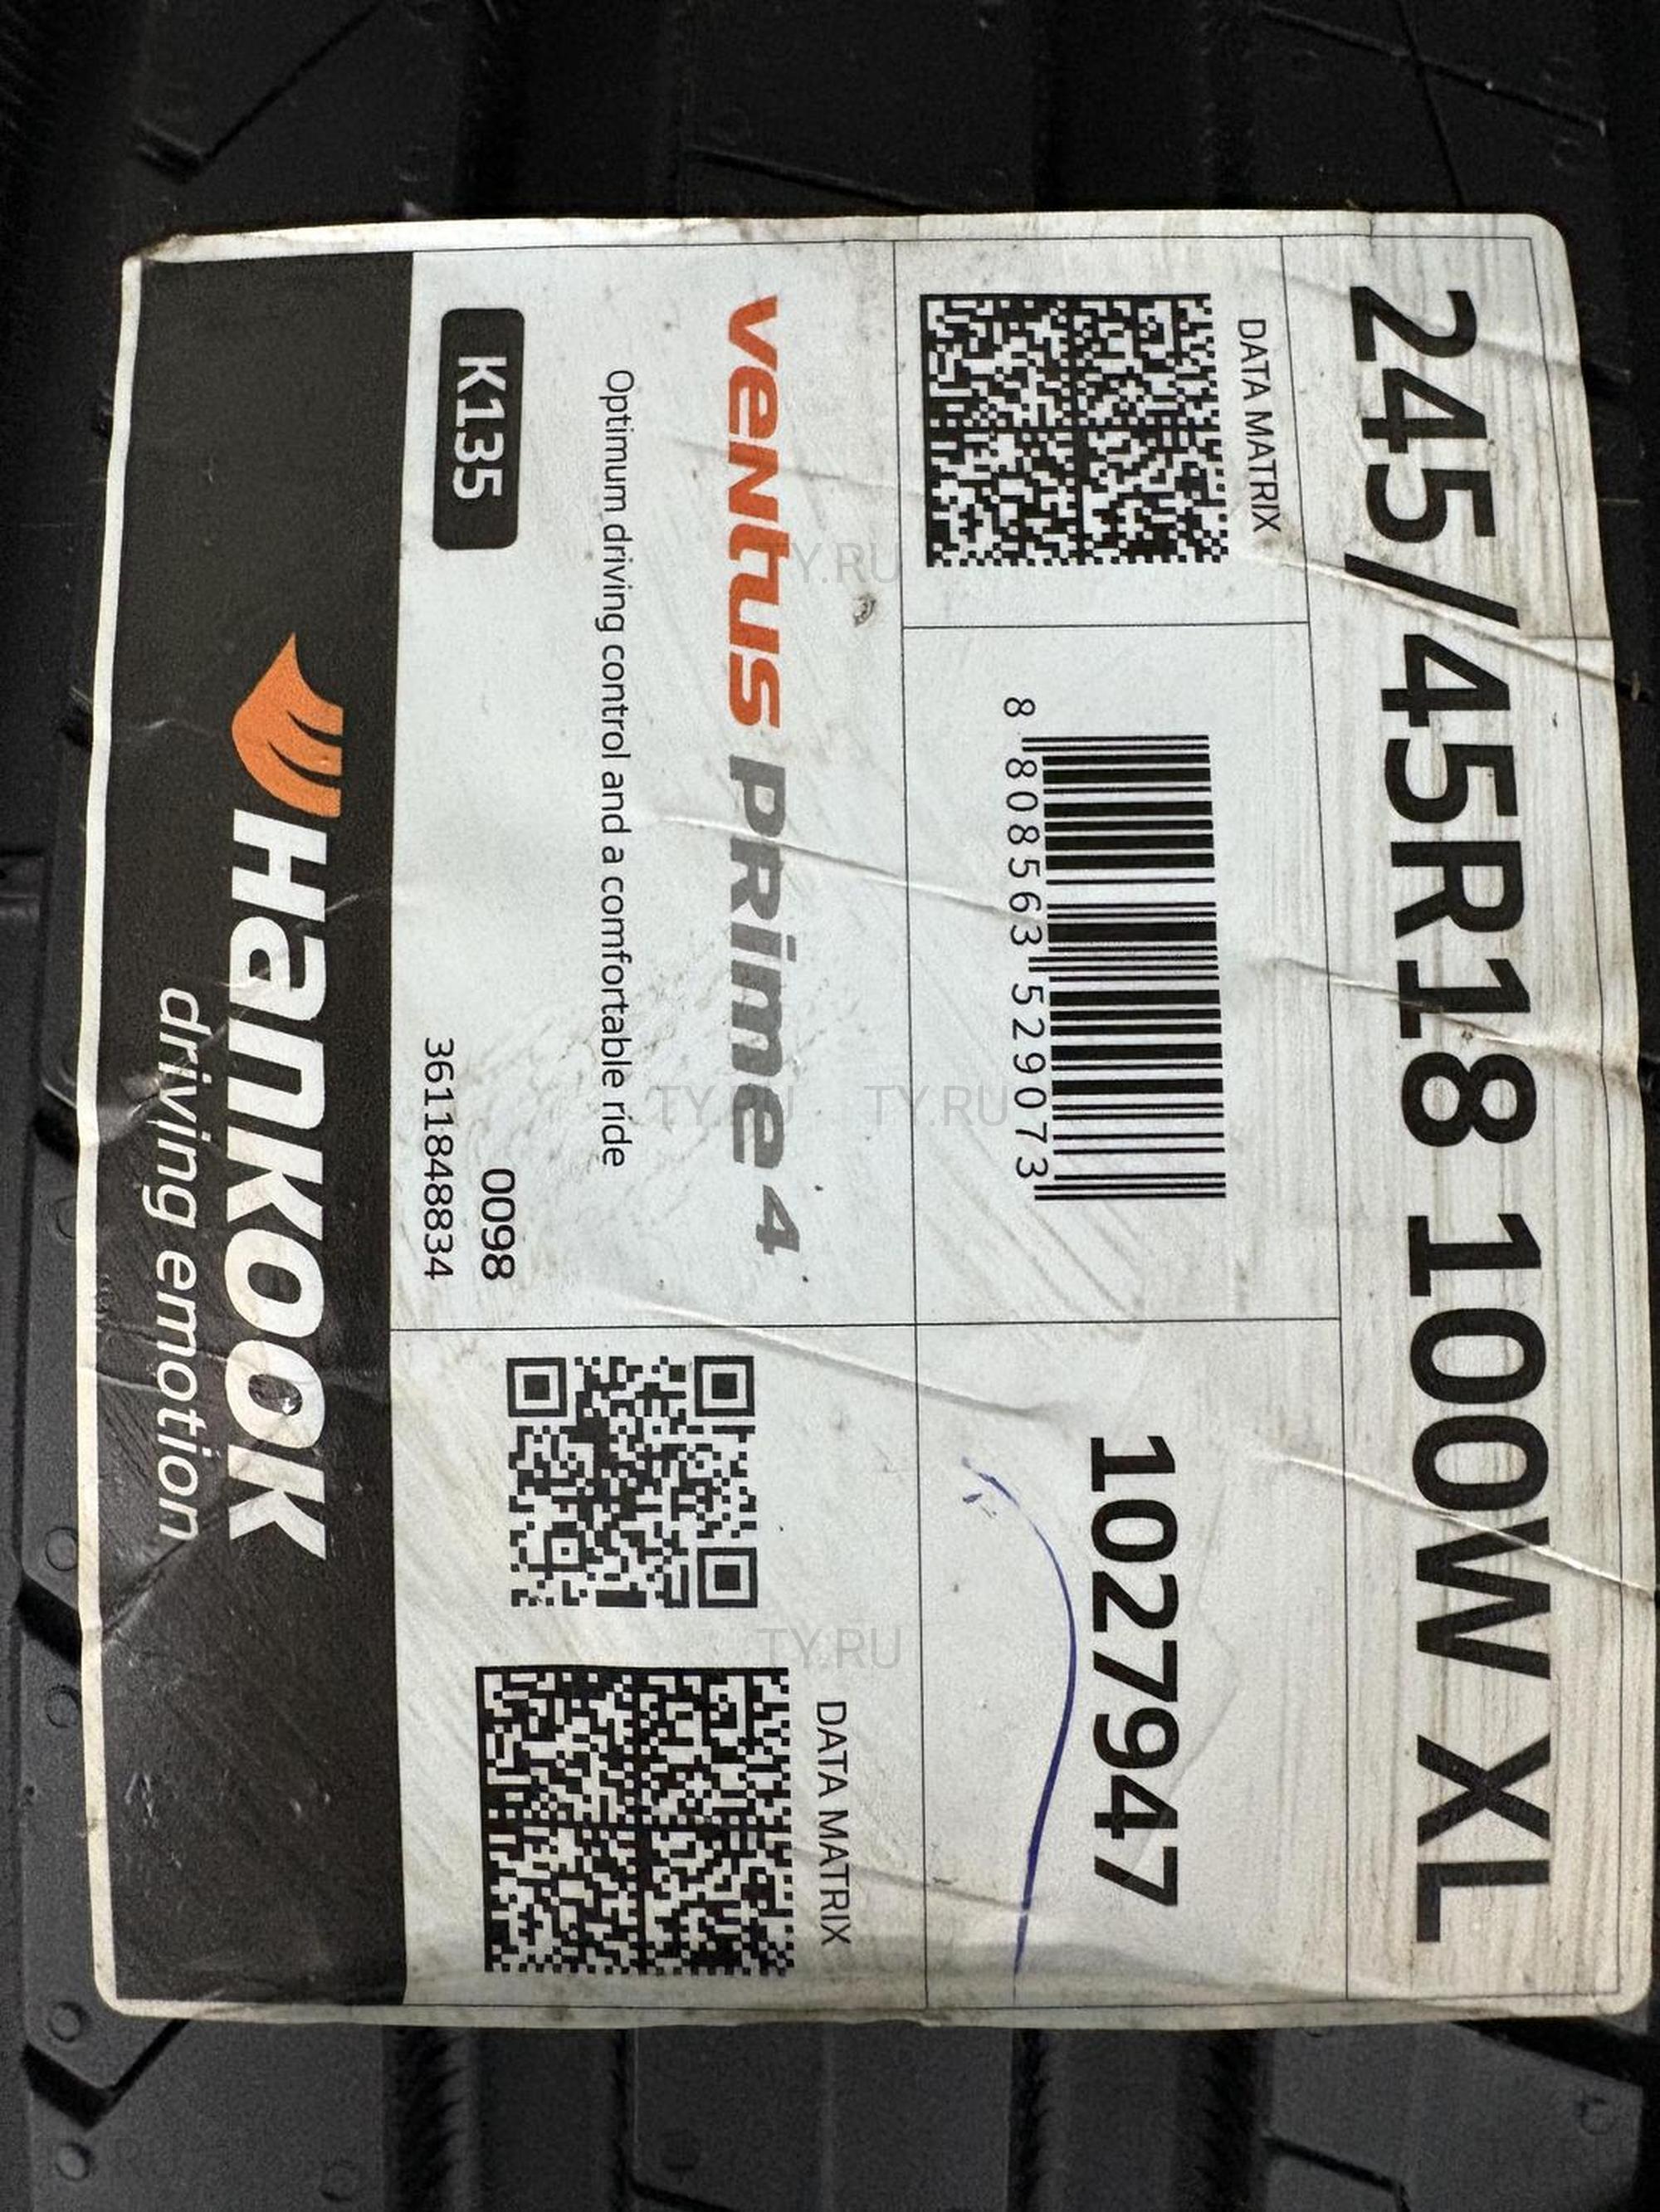 245/45R18 100W XL
DATA MATRIX
8 808563 529073
1027947
ventus PRime 4
Optimum driving control and a comfortable ride
K135
0098
3611848834
DATA MATRIX
Hankook
driving emotion
TY.RU
TY.RU
TY.RU
TY.RU